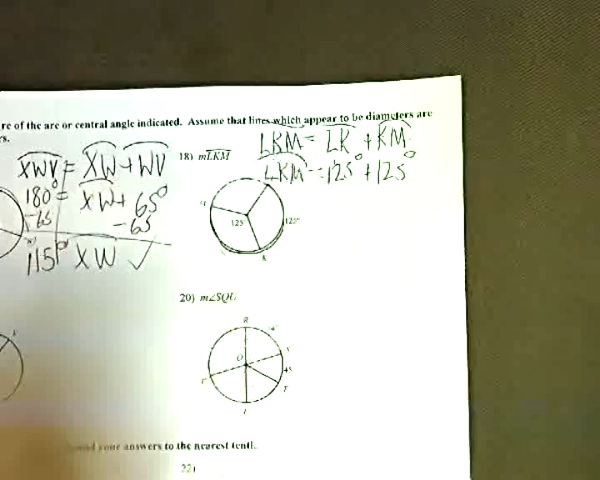 re of the arc or central angle indicated. Assume that lines which appear to be diameters are
rs.
XWV = XW + WV
180° = XW + 65°
-65 -65
115° XW ✓
18) mLKM
LKM = LK + KM
LKM = 125° + 125°
125°
125°
K
20) m∠SQU
R
S
45
T
your answers to the nearest tenth.